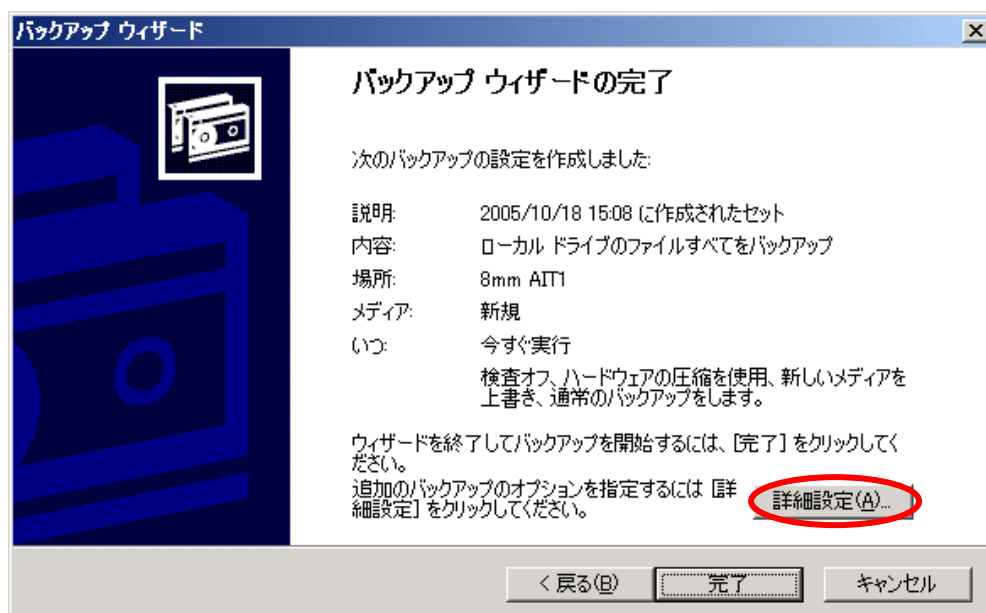 バックアップ ウィザード
バックアップ ウィザードの完了
次のバックアップの設定を作成しました:
説明: 2005/10/18 15:08 に作成されたセット
内容: ローカル ドライブのファイルすべてをバックアップ
場所: 8mm AIT1
メディア: 新規
いつ: 今すぐ実行
検査オフ、ハードウェアの圧縮を使用、新しいメディアを
上書き、通常のバックアップをします。
ウィザードを終了してバックアップを開始するには、[完了] をクリックしてく
ださい。
追加のバックアップのオプションを指定するには [詳
細設定] をクリックしてください。
詳細設定(A)...
< 戻る(B) 完了 キャンセル